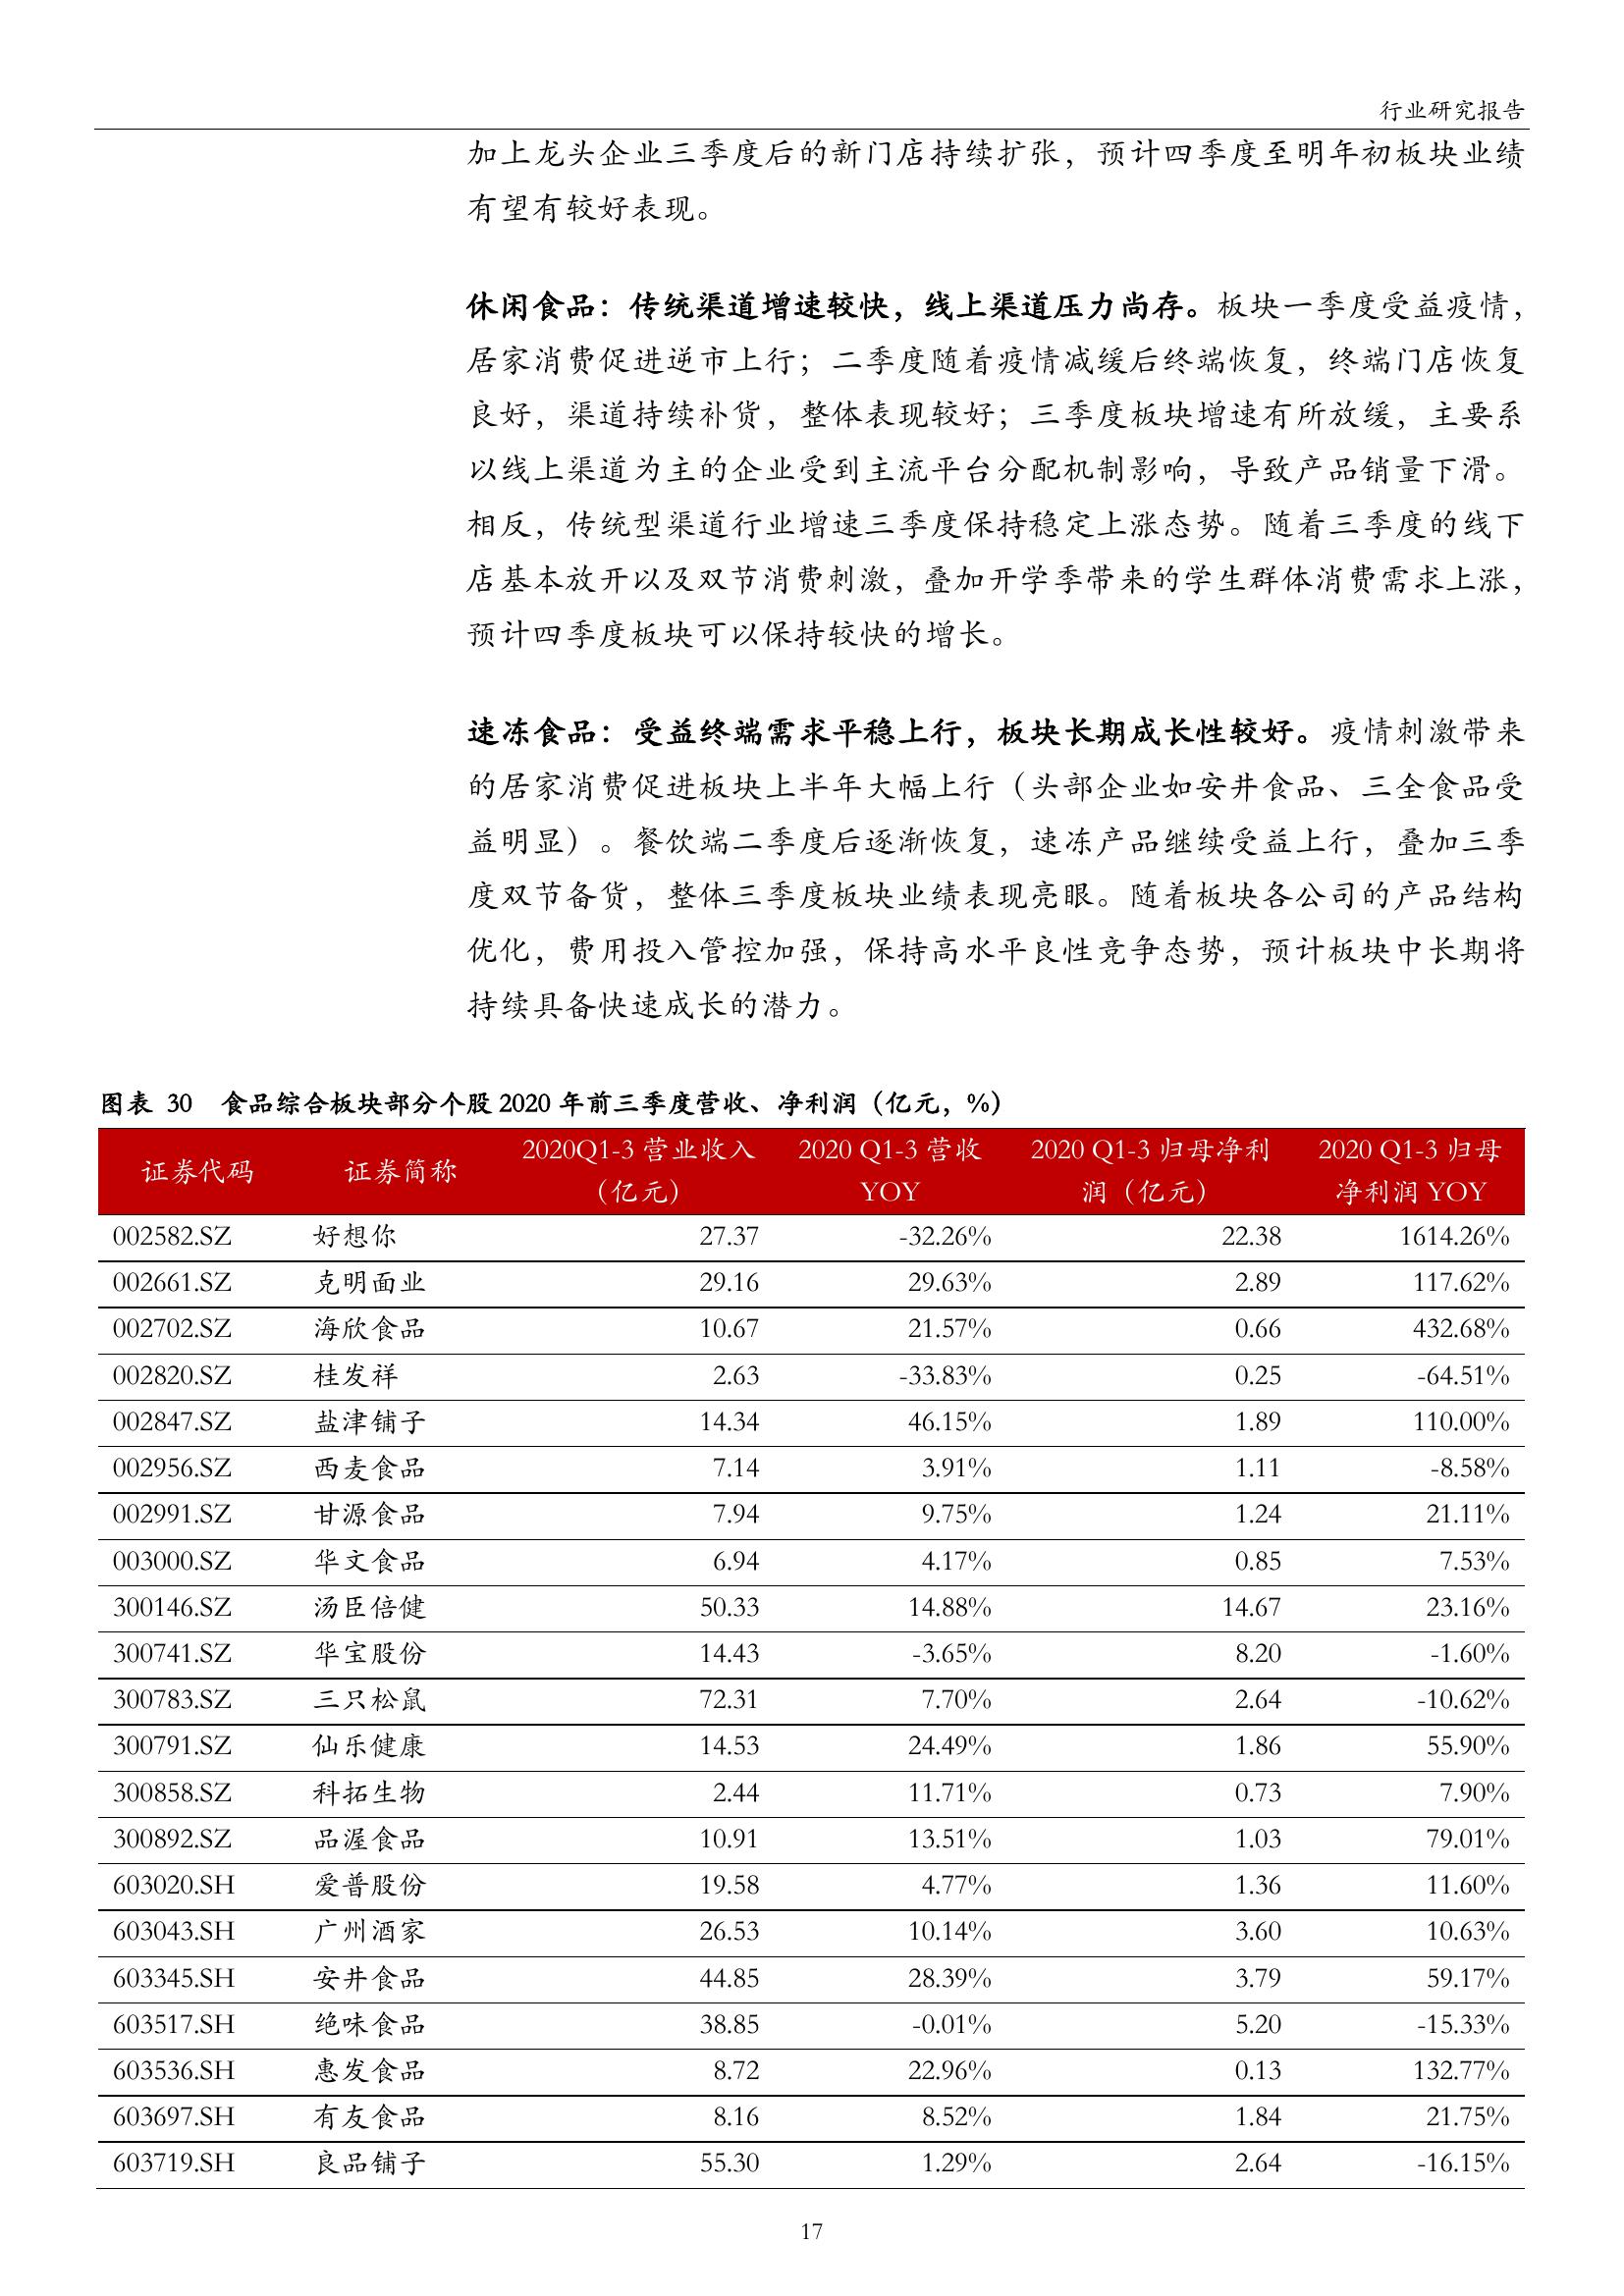 行业研究报告
加上龙头企业三季度后的新门店持续扩张，预计四季度至明年初板块业绩
有望有较好表现。
休闲食品：传统渠道增速较快，线上渠道压力尚存。板块一季度受益疫情，
居家消费促进逆市上行；二季度随着疫情减缓后终端恢复，终端门店恢复
良好，渠道持续补货，整体表现较好；三季度板块增速有所放缓，主要系
以线上渠道为主的企业受到主流平台分配机制影响，导致产品销量下滑。
相反，传统型渠道行业增速三季度保持稳定上涨态势。随着三季度的线下
店基本放开以及双节消费刺激，叠加开学季带来的学生群体消费需求上涨，
预计四季度板块可以保持较快的增长。
速冻食品：受益终端需求平稳上行，板块长期成长性较好。疫情刺激带来
的居家消费促进板块上半年大幅上行（头部企业如安井食品、三全食品受
益明显）。餐饮端二季度后逐渐恢复，速冻产品继续受益上行，叠加三季
度双节备货，整体三季度板块业绩表现亮眼。随着板块各公司的产品结构
优化，费用投入管控加强，保持高水平良性竞争态势，预计板块中长期将
持续具备快速成长的潜力。
图表 30 食品综合板块部分个股 2020 年前三季度营收、净利润（亿元，%）
证券代码 证券简称 2020Q1-3 营业收入（亿元） 2020 Q1-3 营收 YOY 2020 Q1-3 归母净利润（亿元） 2020 Q1-3 归母净利润 YOY
002582.SZ 好想你 27.37 -32.26% 22.38 1614.26%
002661.SZ 克明面业 29.16 29.63% 2.89 117.62%
002702.SZ 海欣食品 10.67 21.57% 0.66 432.68%
002820.SZ 桂发祥 2.63 -33.83% 0.25 -64.51%
002847.SZ 盐津铺子 14.34 46.15% 1.89 110.00%
002956.SZ 西麦食品 7.14 3.91% 1.11 -8.58%
002991.SZ 甘源食品 7.94 9.75% 1.24 21.11%
003000.SZ 华文食品 6.94 4.17% 0.85 7.53%
300146.SZ 汤臣倍健 50.33 14.88% 14.67 23.16%
300741.SZ 华宝股份 14.43 -3.65% 8.20 -1.60%
300783.SZ 三只松鼠 72.31 7.70% 2.64 -10.62%
300791.SZ 仙乐健康 14.53 24.49% 1.86 55.90%
300858.SZ 科拓生物 2.44 11.71% 0.73 7.90%
300892.SZ 品渥食品 10.91 13.51% 1.03 79.01%
603020.SH 爱普股份 19.58 4.77% 1.36 11.60%
603043.SH 广州酒家 26.53 10.14% 3.60 10.63%
603345.SH 安井食品 44.85 28.39% 3.79 59.17%
603517.SH 绝味食品 38.85 -0.01% 5.20 -15.33%
603536.SH 惠发食品 8.72 22.96% 0.13 132.77%
603697.SH 有友食品 8.16 8.52% 1.84 21.75%
603719.SH 良品铺子 55.30 1.29% 2.64 -16.15%
17